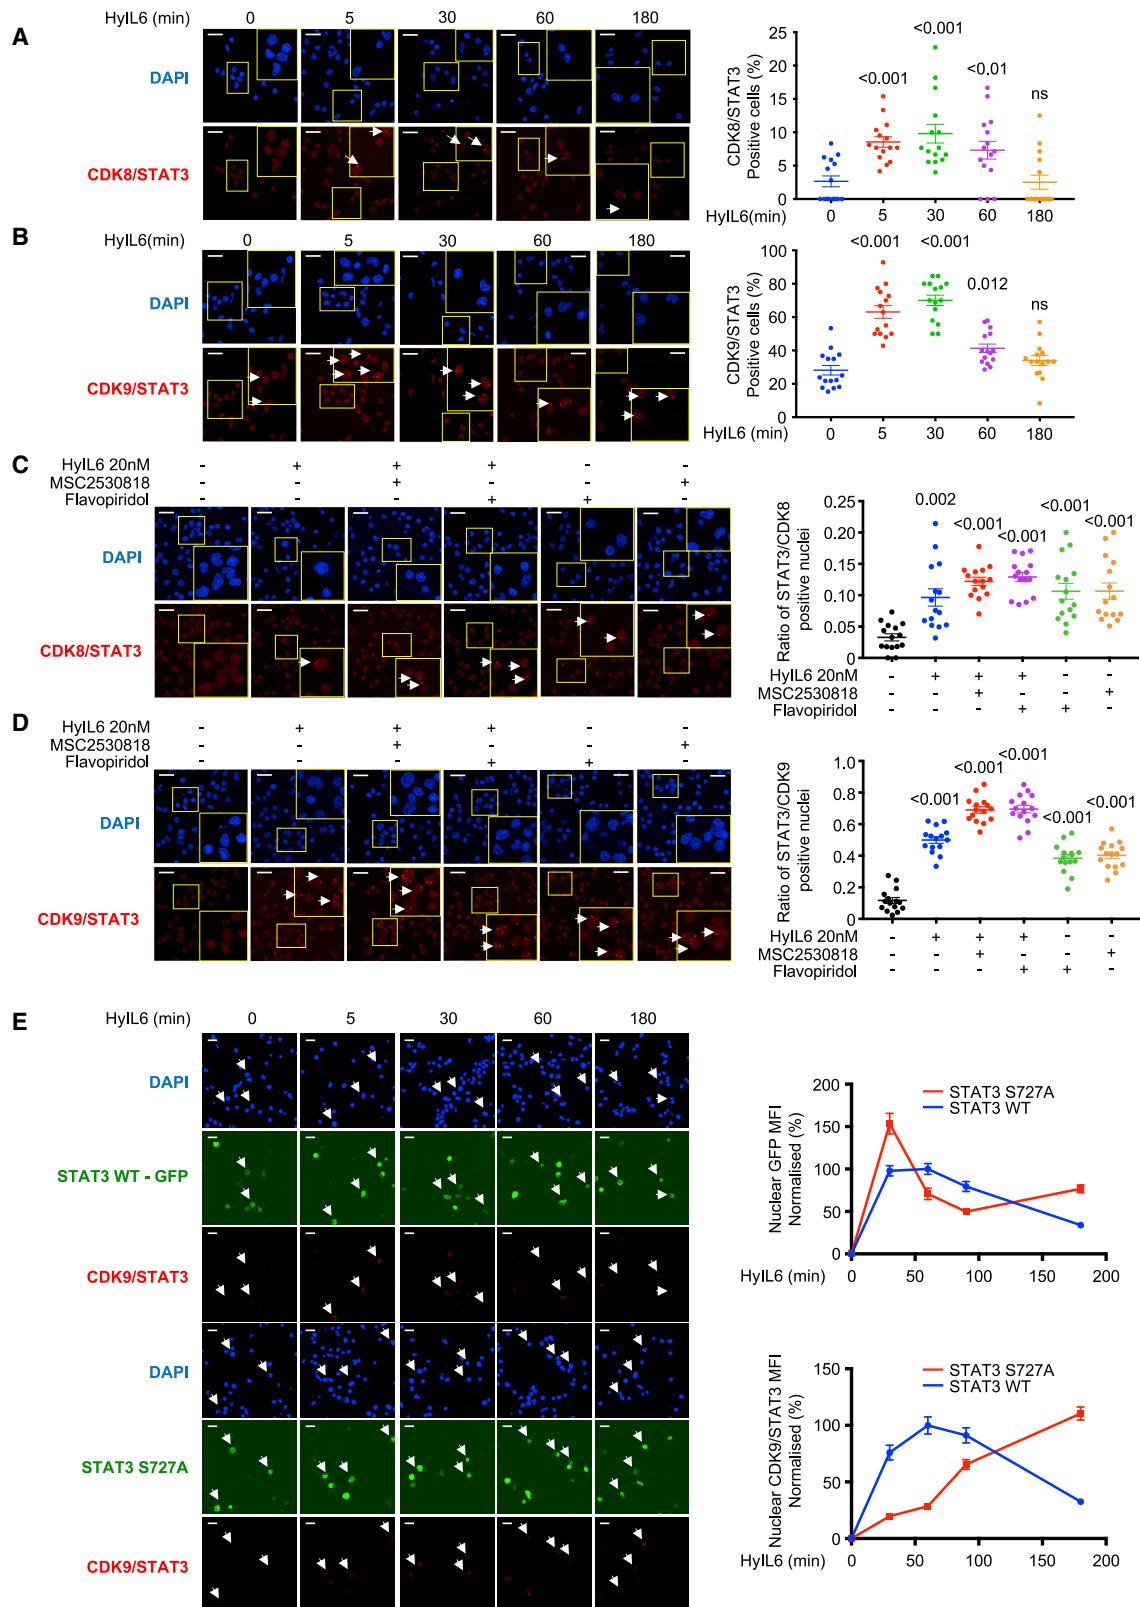 A
HyIL6 (min) 0 5 30 60 180
DAPI
CDK8/STAT3
CDK8/STAT3
Positive cells (%)
25
20
15
10
5
0
<0.001
<0.001
<0.01
ns
HyIL6(min) 0 5 30 60 180
B
HyIL6(min) 0 5 30 60 180
DAPI
CDK9/STAT3
CDK9/STAT3
Positive cells (%)
100
80
60
40
20
0
<0.001
<0.001
0.012
ns
HyIL6 (min) 0 5 30 60 180
C
HyIL6 20nM - + + + - -
MSC2530818 - - + - - +
Flavopiridol - - - + + -
DAPI
CDK8/STAT3
Ratio of STAT3/CDK8
positive nuclei
0.25
0.20
0.15
0.10
0.05
0
0.002
<0.001
<0.001
<0.001
<0.001
HyIL6 20nM - + + + - -
MSC2530818 - - + - - +
Flavopiridol - - - + + -
D
HyIL6 20nM - + + + - -
MSC2530818 - - + - - +
Flavopiridol - - - + + -
DAPI
CDK9/STAT3
Ratio of STAT3/CDK9
positive nuclei
1.0
0.8
0.6
0.4
0.2
0
<0.001
<0.001
<0.001
<0.001
<0.001
HyIL6 20nM - + + + - -
MSC2530818 - - + - - +
Flavopiridol - - - + + -
E
HyIL6 (min) 0 5 30 60 180
DAPI
STAT3 WT - GFP
CDK9/STAT3
DAPI
STAT3 S727A
CDK9/STAT3
Nuclear GFP MFI
Normalised (%)
200
150
100
50
0
STAT3 S727A
STAT3 WT
HyIL6 (min) 0 50 100 150 200
Nuclear CDK9/STAT3 MFI
Normalised (%)
150
100
50
0
STAT3 S727A
STAT3 WT
HyIL6 (min) 0 50 100 150 200